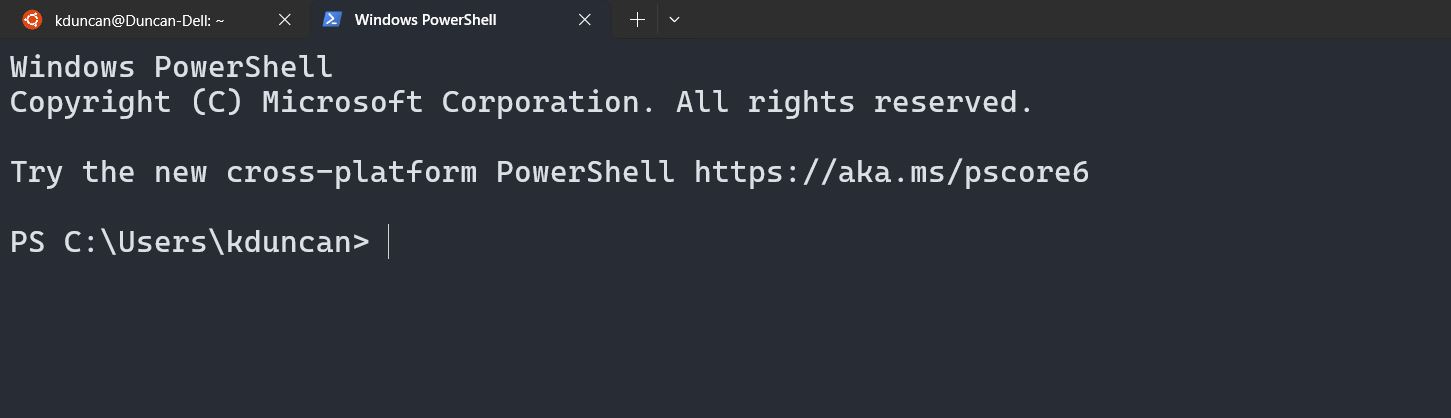 kduncan@Duncan-Dell: ~
Windows PowerShell
Windows PowerShell
Copyright (C) Microsoft Corporation. All rights reserved.
Try the new cross-platform PowerShell https://aka.ms/pscore6
PS C:\Users\kduncan>